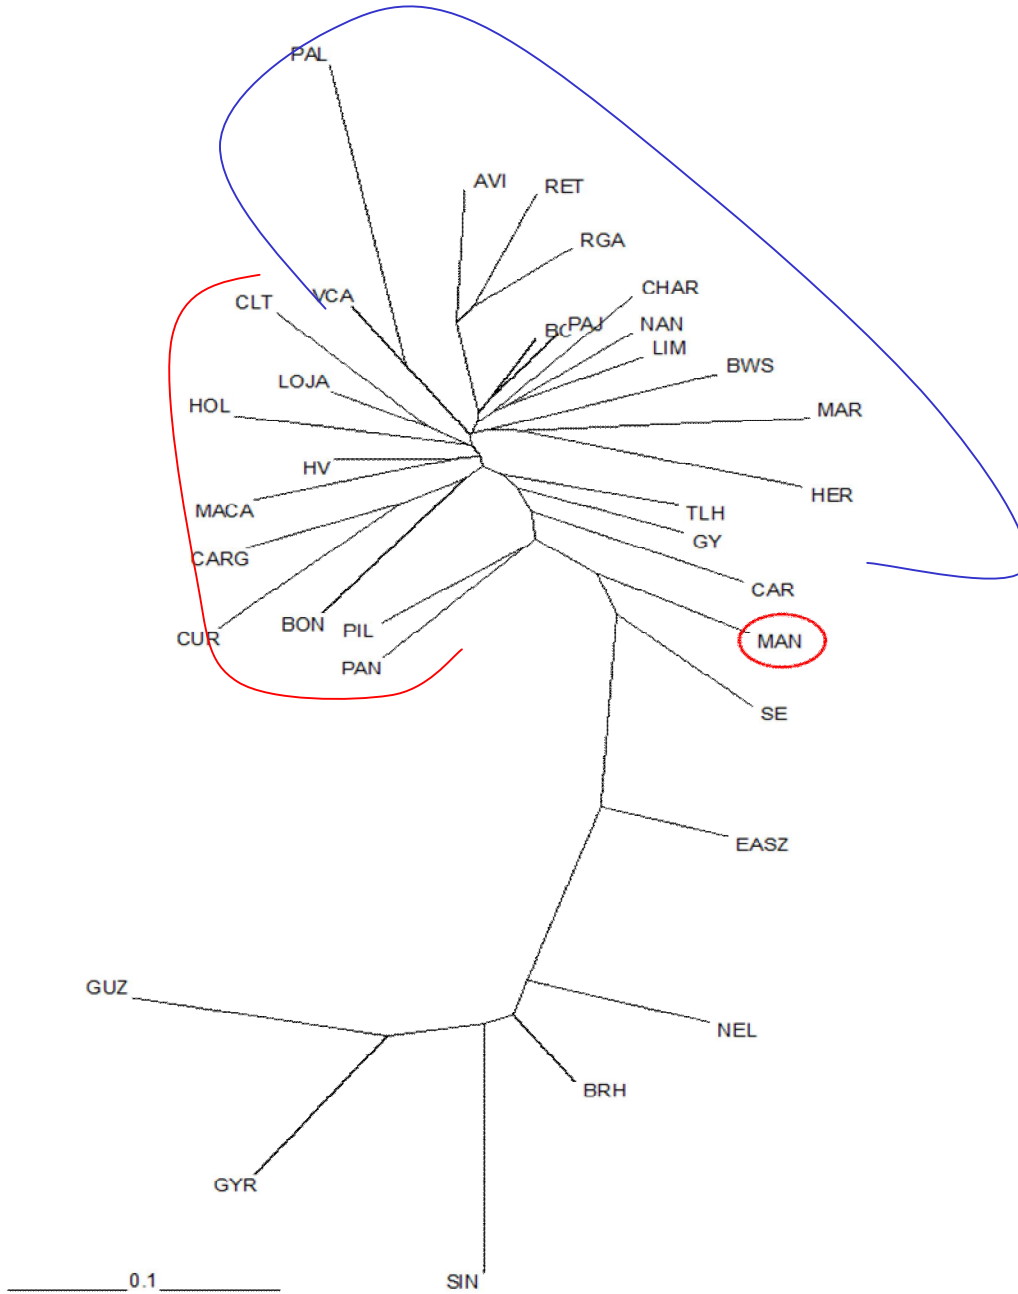 PAL
AVI
RET
RGA
CHAR
VCA
CLT
PAJ
NAN
LIM
BWS
LOJA
HOL
MAR
HV
HER
MACA
TLH
GY
CARG
CAR
BON
PIL
CUR
MAN
PAN
SE
EASZ
GUZ
NEL
BRH
GYR
0.1
SIN